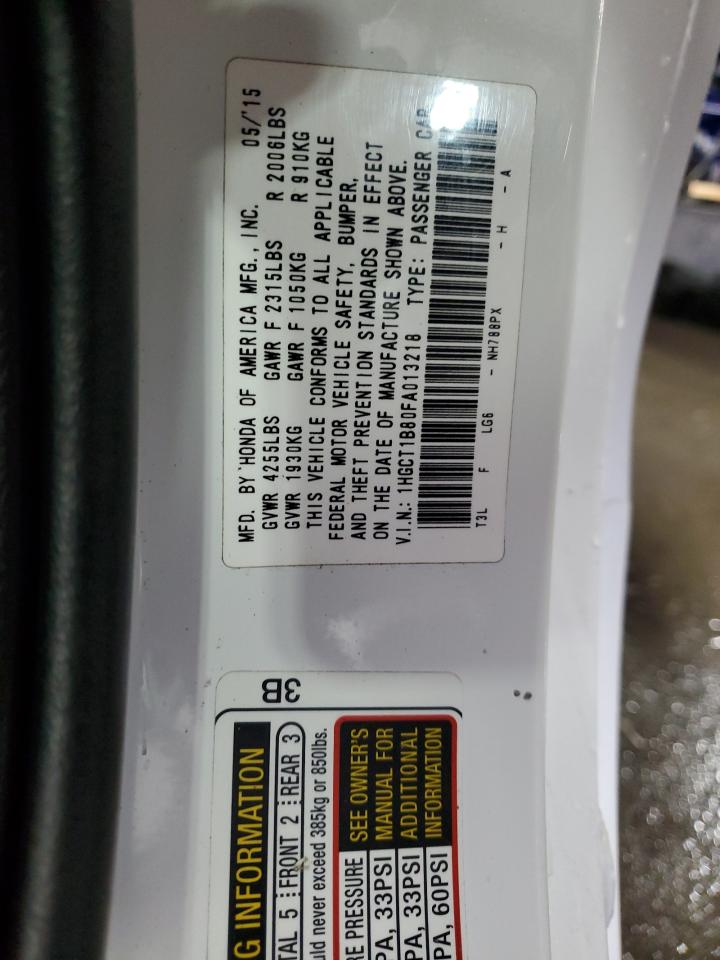 MFD. BY HONDA OF AMERICA MFG., INC. 05/'15
GVWR 4255LBS GAWR F 2315LBS R 2006LBS
GVWR 1930KG GAWR F 1050KG R 910KG
THIS VEHICLE CONFORMS TO ALL APPLICABLE
FEDERAL MOTOR VEHICLE SAFETY, BUMPER,
AND THEFT PREVENTION STANDARDS IN EFFECT
ON THE DATE OF MANUFACTURE SHOWN ABOVE.
V.I.N.: 1HGCT1B80FA013218 TYPE: PASSENGER CAR
T3L F LG6 - NH788PX - H - A
3B
G INFORMATION
TAL 5 FRONT 2 REAR 3
uld never exceed 385kg or 850lbs.
RE PRESSURE
PA, 33PSI
PA, 33PSI
PA, 60PSI
SEE OWNER'S
MANUAL FOR
ADDITIONAL
INFORMATION